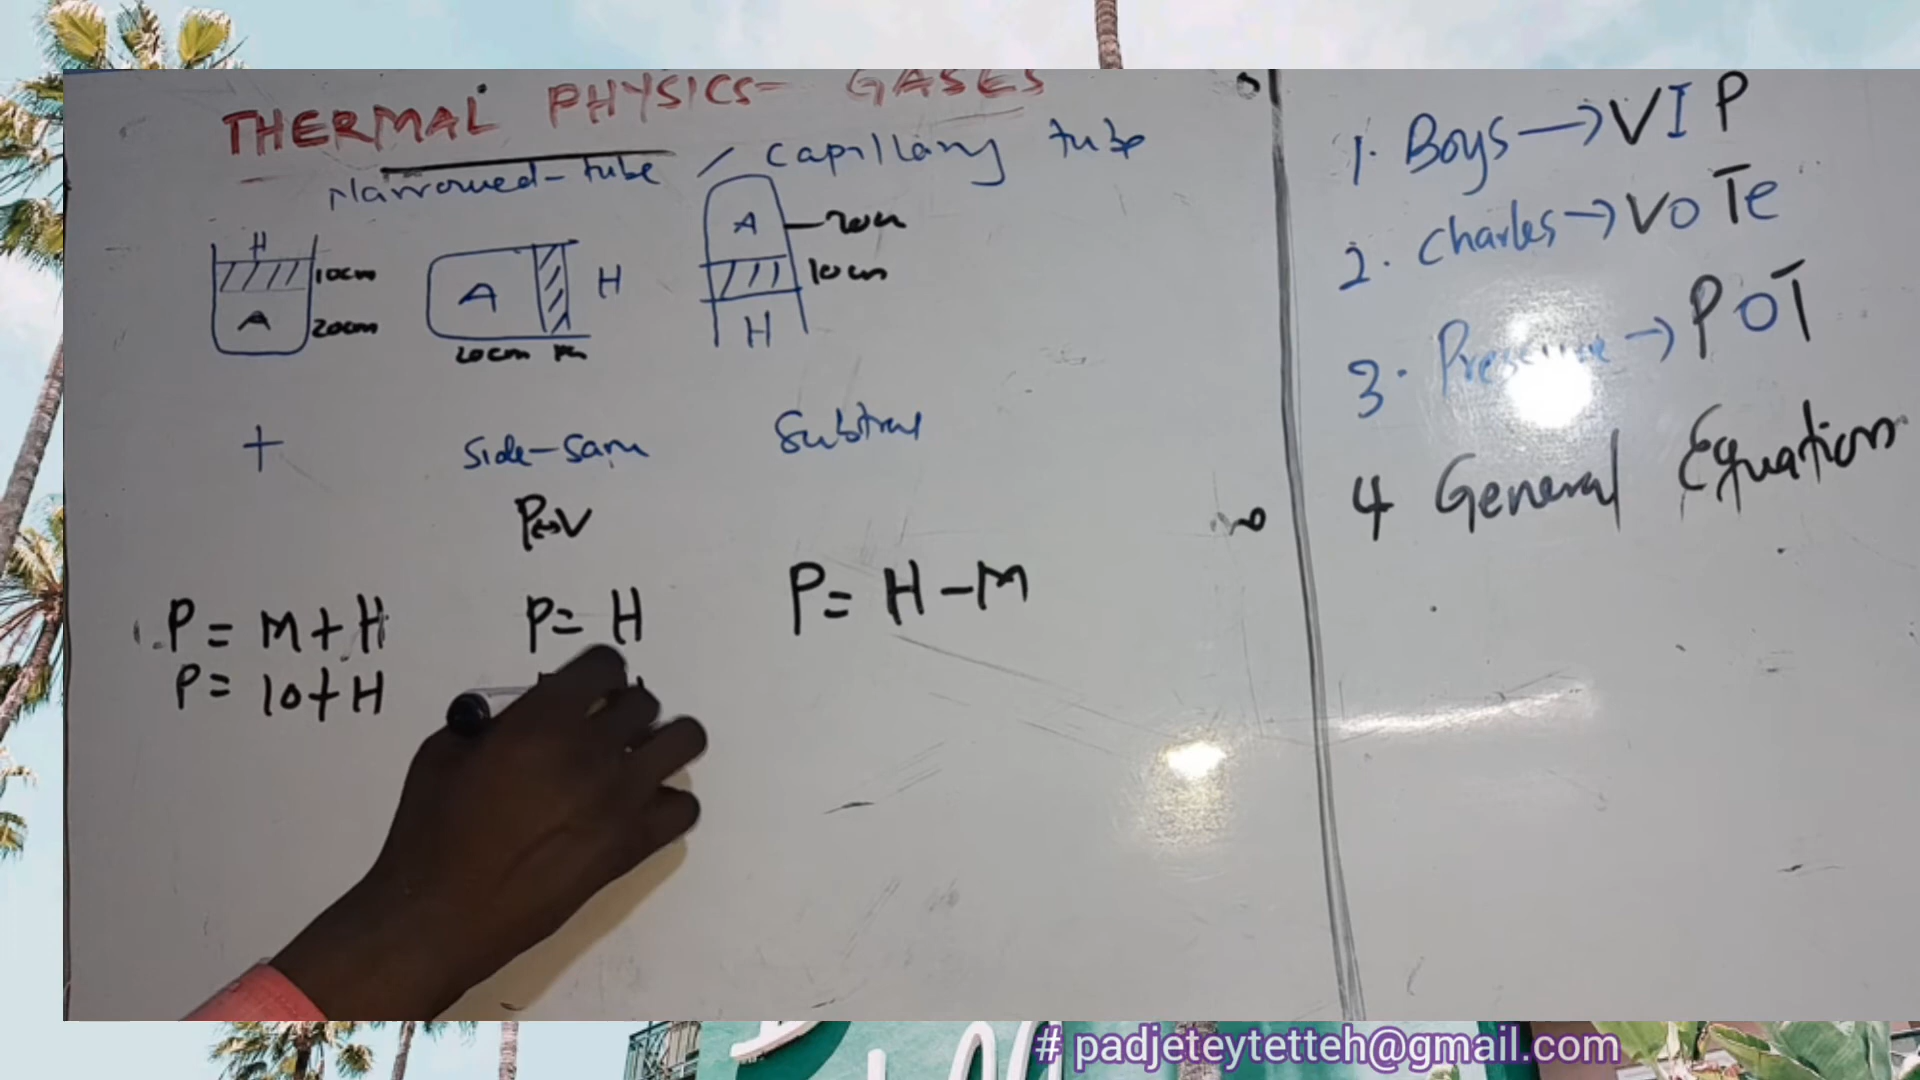 THERMAL PHYSICS- GASES
Narrowed-tube / Capillary tube
H
10cm
A
20cm
A
H
20cm
A
20cm
10cm
H
+
Side-Same
Subtract
P↔V
P= M+H
P= H
P= H-M
P= 10+H
1. Boys→VIP
2. Charles→VoTe
3. Pressure→POT
4 General Equation
# padjeteytetteh@gmail.com